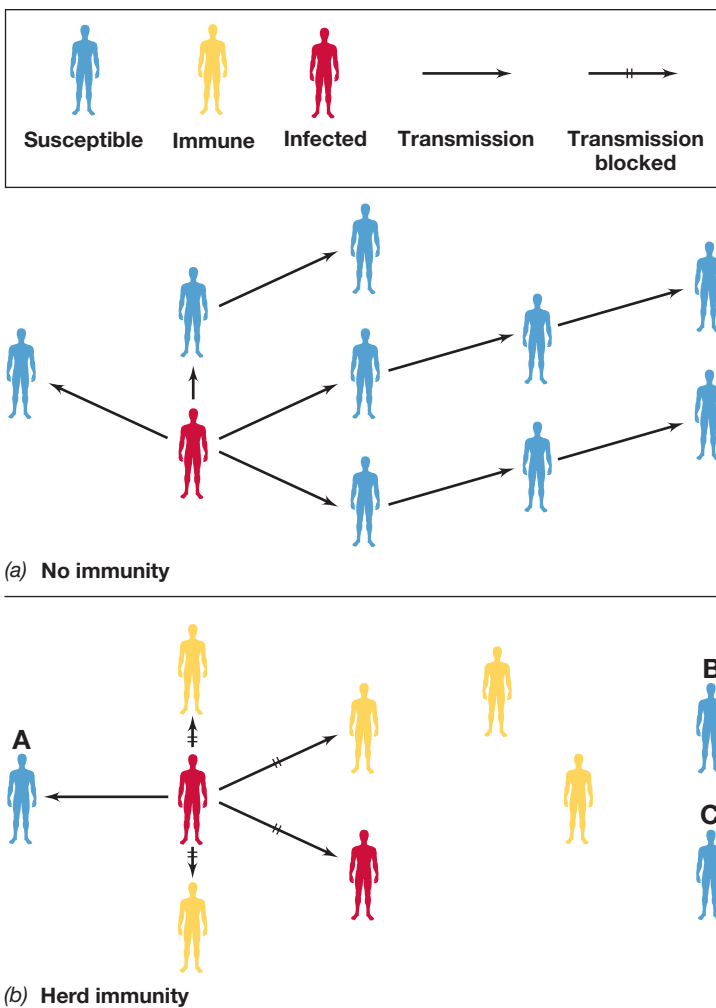 Susceptible Immune Infected Transmission Transmission
blocked
(a) No immunity
B
A
C
(b) Herd immunity